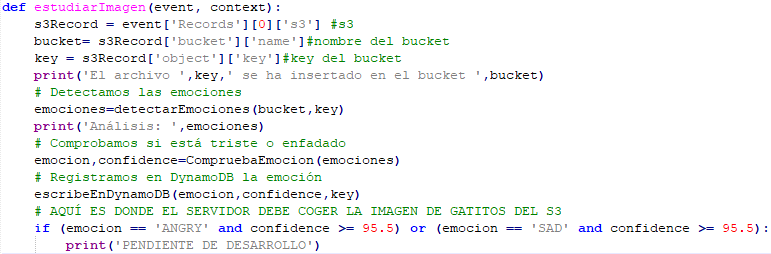 def estudiarImagen(event, context):
    s3Record = event['Records'][0]['s3'] #s3
    bucket= s3Record['bucket']['name']#nombre del bucket
    key = s3Record['object']['key']#key del bucket
    print('El archivo ',key,' se ha insertado en el bucket ',bucket)
    # Detectamos las emociones
    emociones=detectarEmociones(bucket,key)
    print('Análisis: ',emociones)
    # Comprobamos si está triste o enfadado
    emocion,confidence=CompruebaEmocion(emociones)
    # Registramos en DynamoDB la emoción
    escribeEnDynamoDB(emocion,confidence,key)
    # AQUÍ ES DONDE EL SERVIDOR DEBE COGER LA IMAGEN DE GATITOS DEL S3
    if (emocion == 'ANGRY' and confidence >= 95.5) or (emocion == 'SAD' and confidence >= 95.5):
        print('PENDIENTE DE DESARROLLO')